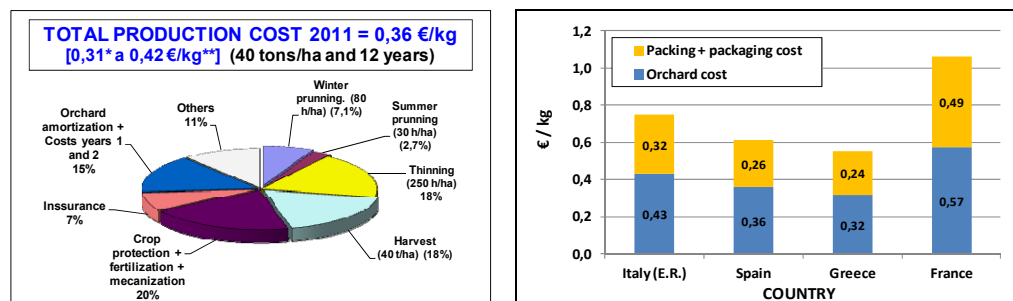 TOTAL PRODUCTION COST 2011 = 0,36 €/kg
[0,31* a 0,42 €/kg**] (40 tons/ha and 12 years)
Winter
prunning. (80
h/ha) (7,1%)
Summer
prunning
(30 h/ha)
(2,7%)
Thinning
(250 h/ha)
18%
Harvest
(40 t/ha) (18%)
Crop
protection +
fertilization +
mecanization
20%
Inssurance
7%
Orchard
amortization +
Costs years 1
and 2
15%
Others
11%
€ / kg
1,2
1,0
0,8
0,6
0,4
0,2
0,0
Packing + packaging cost
Orchard cost
0,32
0,43
0,26
0,36
0,24
0,32
0,49
0,57
Italy (E.R.)
Spain
Greece
France
COUNTRY